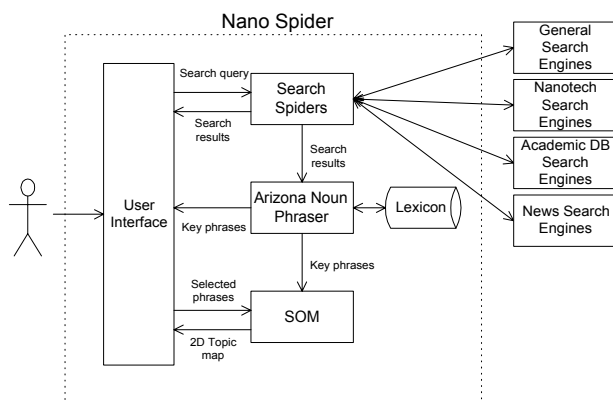 Nano Spider
General
Search
Engines
Nanotech
Search
Engines
Academic DB
Search
Engines
News Search
Engines
Search query
Search
Spiders
Search
results
Search
results
User
Interface
Arizona Noun
Phraser
Lexicon
Key phrases
Key phrases
Selected
phrases
SOM
2D Topic
map